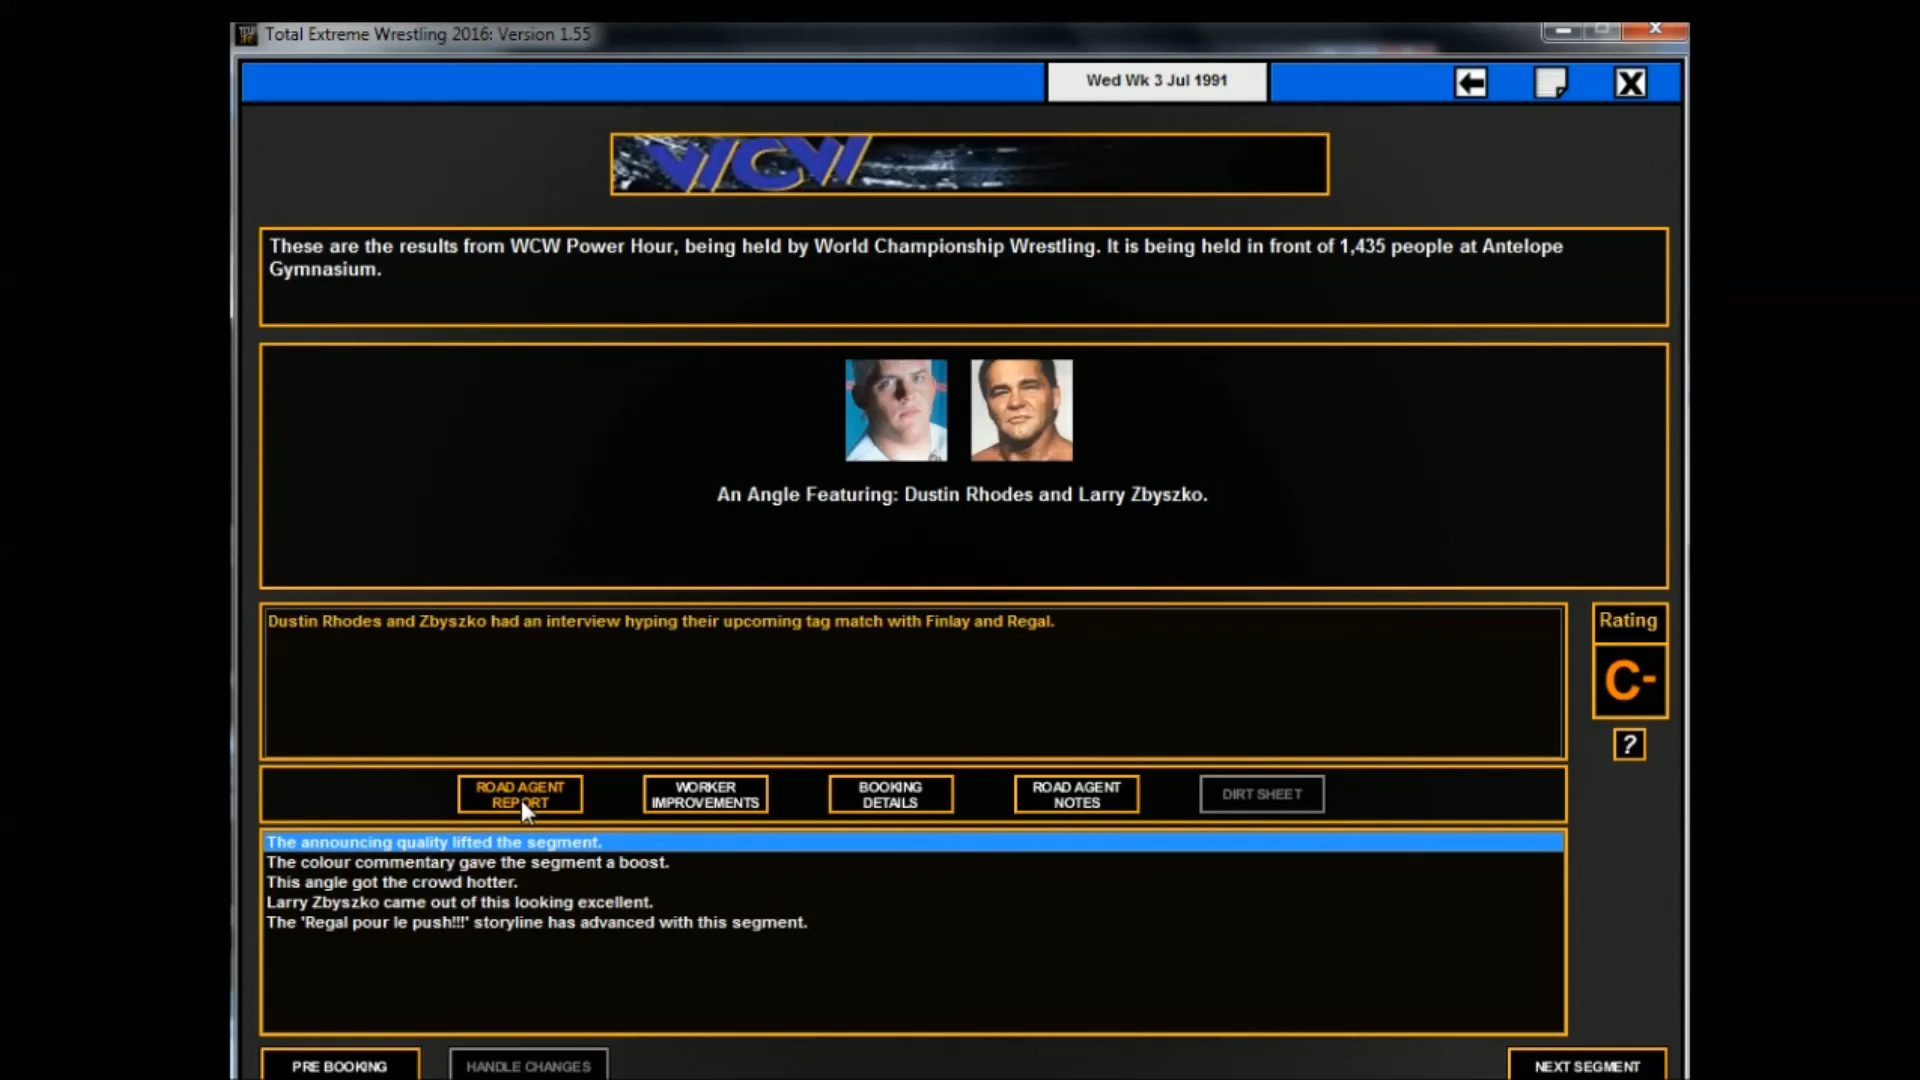 Total Extreme Wrestling 2016: Version 1.55
Wed Wk 3 Jul 1991
WCW
These are the results from WCW Power Hour, being held by World Championship Wrestling. It is being held in front of 1,435 people at Antelope
Gymnasium.
An Angle Featuring: Dustin Rhodes and Larry Zbyszko.
Dustin Rhodes and Zbyszko had an interview hyping their upcoming tag match with Finlay and Regal.
Rating
C-
?
ROAD AGENT
REPORT
WORKER
IMPROVEMENTS
BOOKING
DETAILS
ROAD AGENT
NOTES
DIRT SHEET
The announcing quality lifted the segment.
The colour commentary gave the segment a boost.
This angle got the crowd hotter.
Larry Zbyszko came out of this looking excellent.
The 'Regal pour le push!!!' storyline has advanced with this segment.
PRE BOOKING
HANDLE CHANGES
NEXT SEGMENT